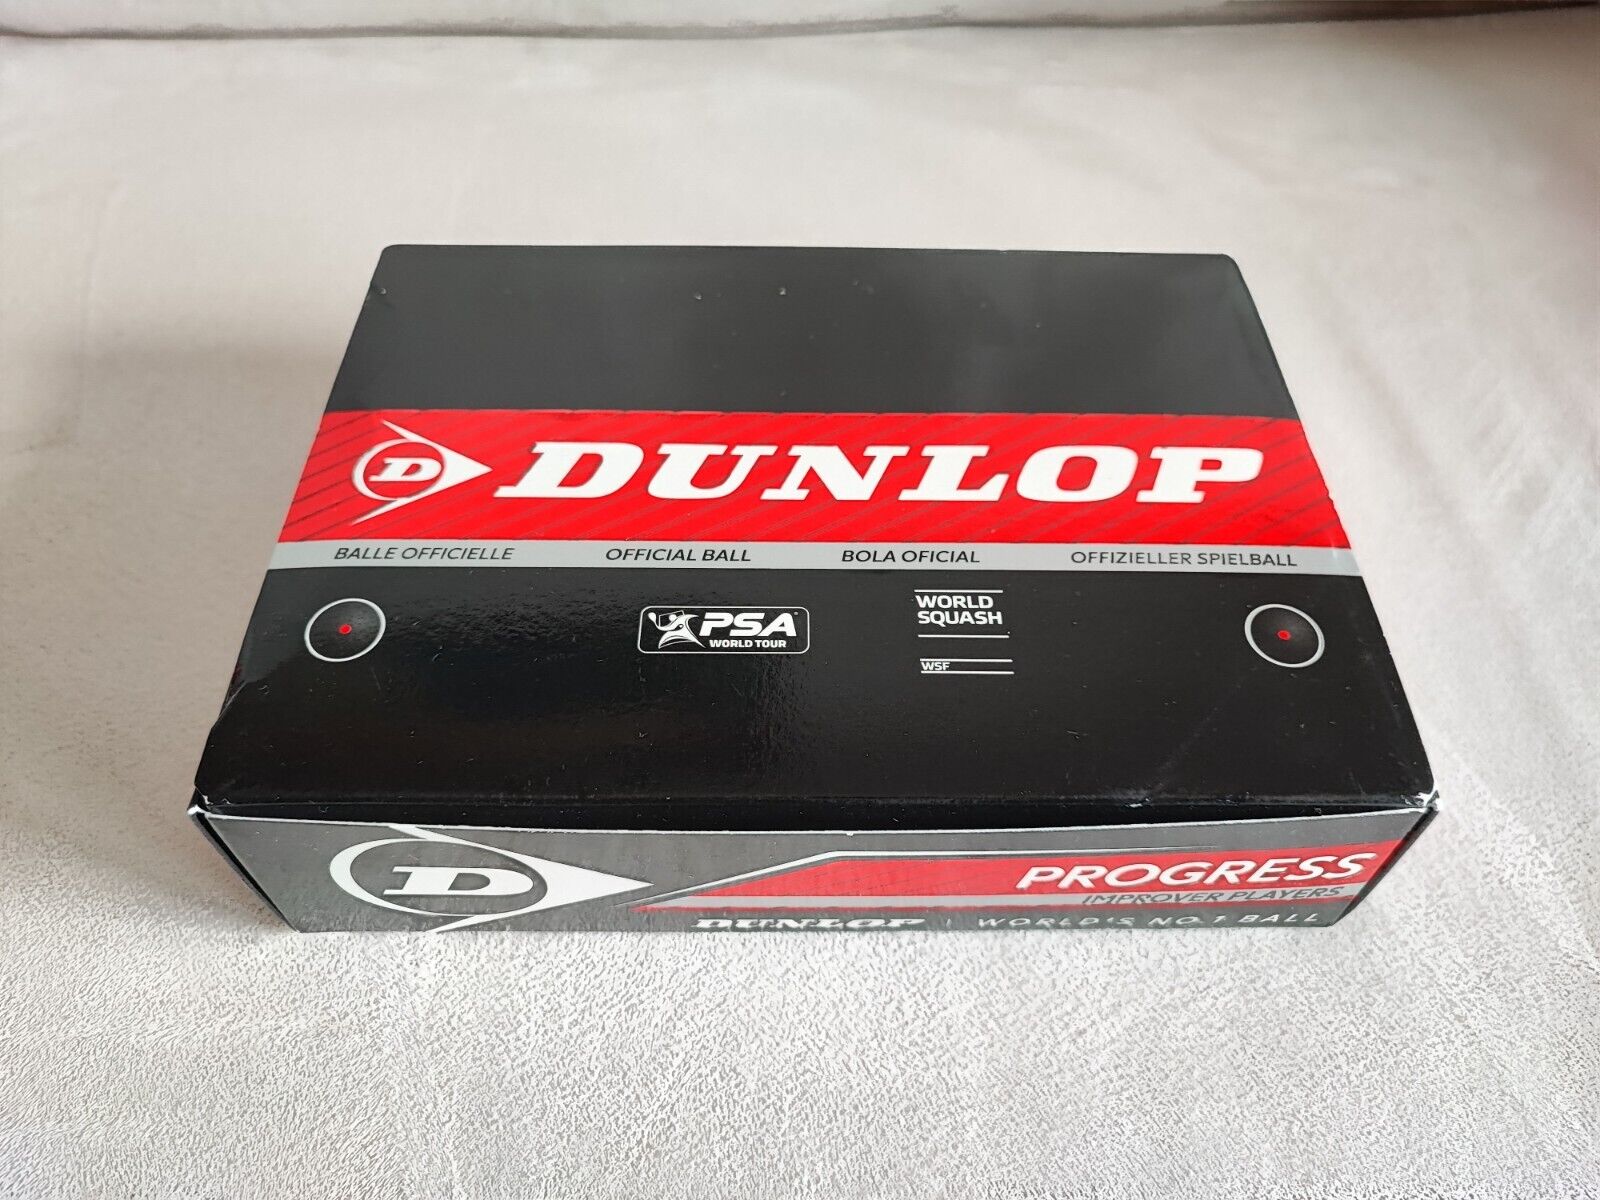 D DUNLOP
BALLE OFFICIELLE OFFICIAL BALL BOLA OFICIAL OFFIZIELLER SPIELBALL
PSA
WORLD TOUR
WORLD
SQUASH
WSF
D
PROGRESS
IMPROVER PLAYERS
DUNLOP | WORLD'S NO.1 BALL